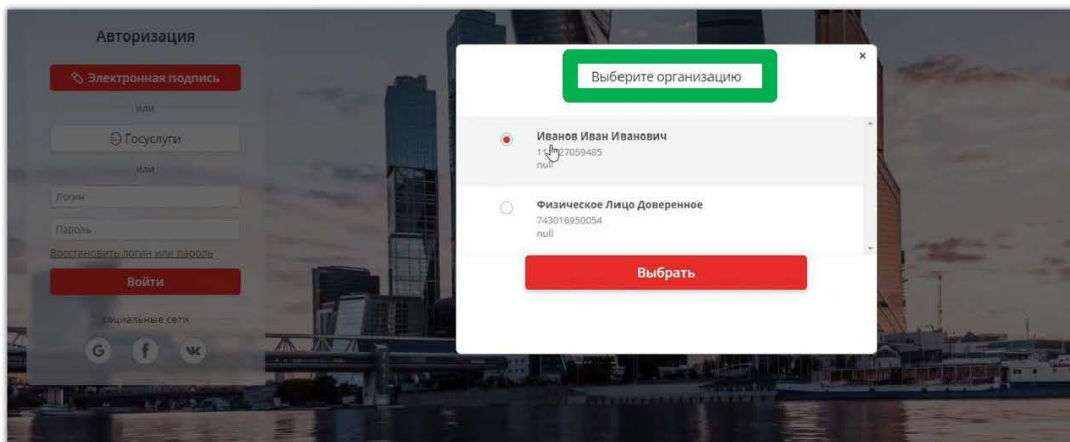 Авторизация
Электронная подпись
или
Госуслуги
или
Логин
Пароль
Восстановить логин или пароль
Войти
социальные сети
G f
×
Выберите организацию
Иванов Иван Иванович
27059485
null
Физическое Лицо Доверенное
743016950054
null
Выбрать